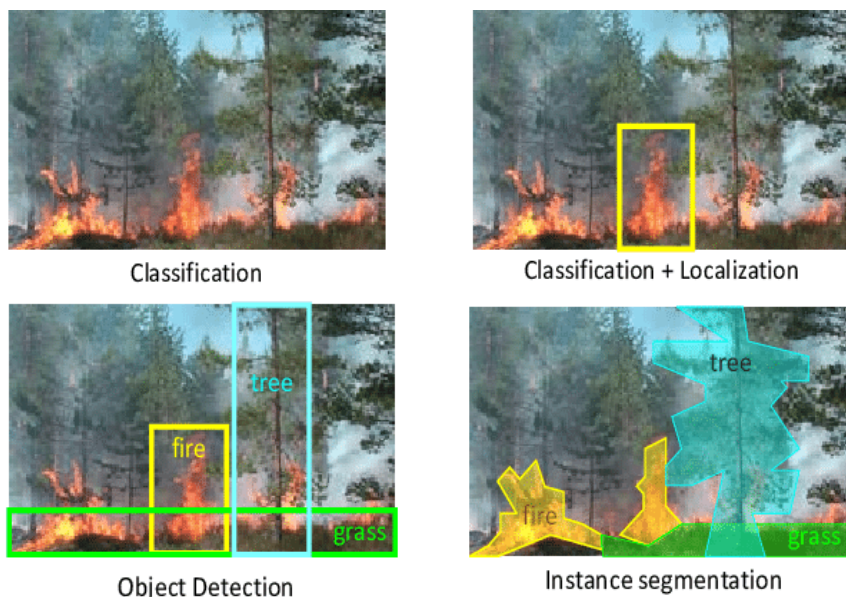 Classification
Classification + Localization
tree
fire
grass
Object Detection
tree
fire
grass
Instance segmentation